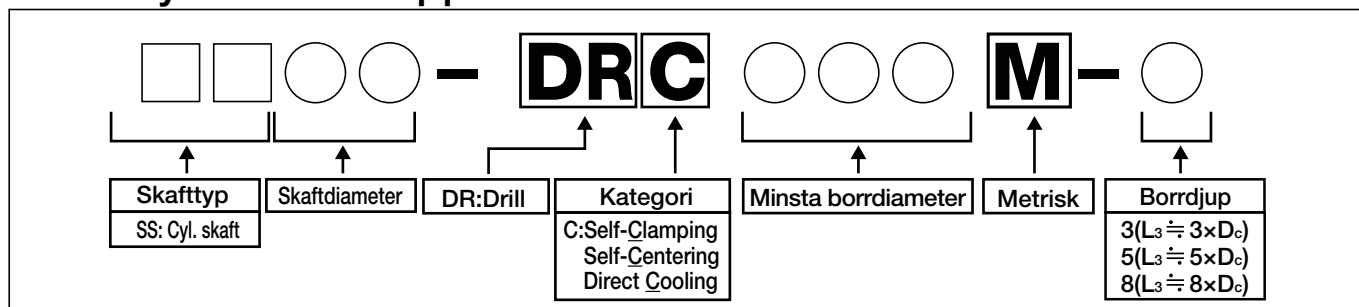 — DRC M —
Skafttyp
SS: Cyl. skaft
Skaftdiameter
DR:Drill
Kategori
C:Self-Clamping
Self-Centering
Direct Cooling
Minsta borrdiameter
Metrisk
Borrdjup
3(L₃≒3×Dc)
5(L₃≒5×Dc)
8(L₃≒8×Dc)